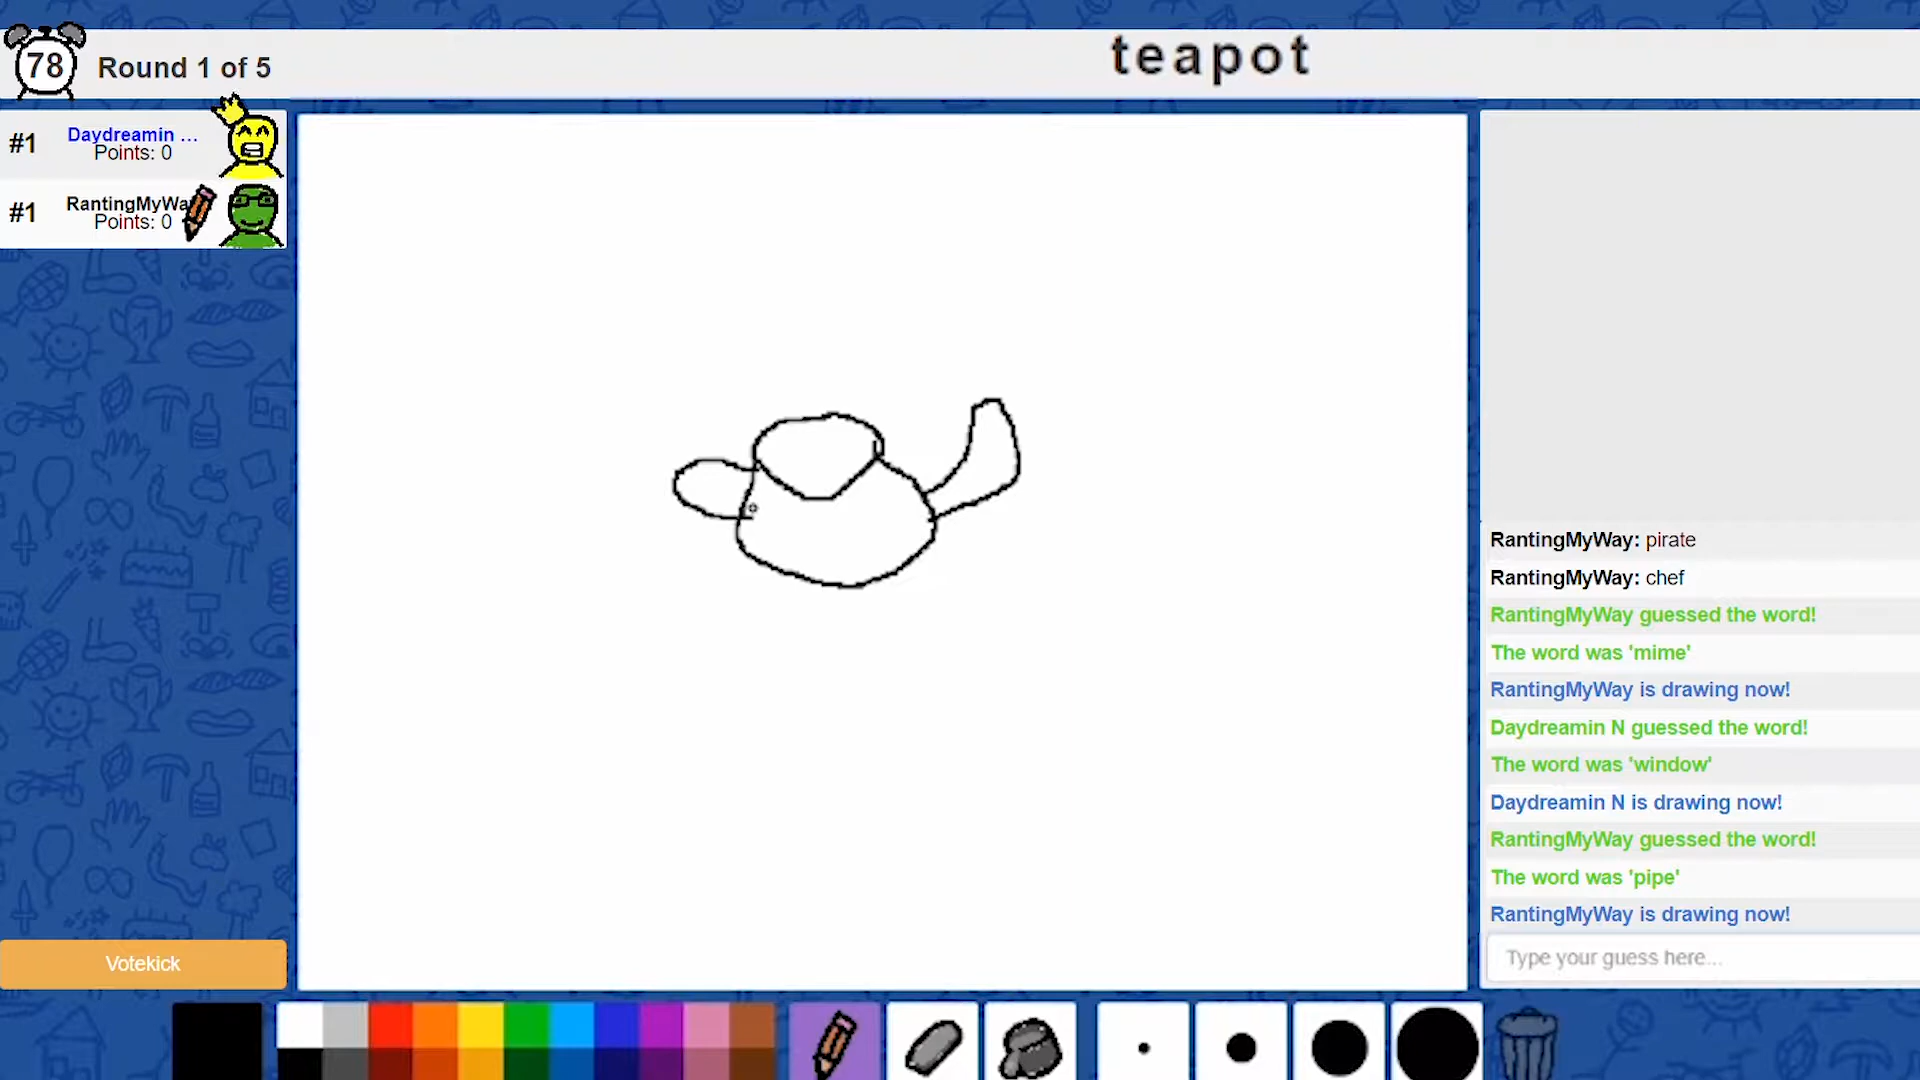 78
Round 1 of 5
teapot
#1
Daydreamin ...
Points: 0
#1
RantingMyWay
Points: 0
RantingMyWay: pirate
RantingMyWay: chef
RantingMyWay guessed the word!
The word was 'mime'
RantingMyWay is drawing now!
Daydreamin N guessed the word!
The word was 'window'
Daydreamin N is drawing now!
RantingMyWay guessed the word!
The word was 'pipe'
RantingMyWay is drawing now!
Type your guess here...
Votekick